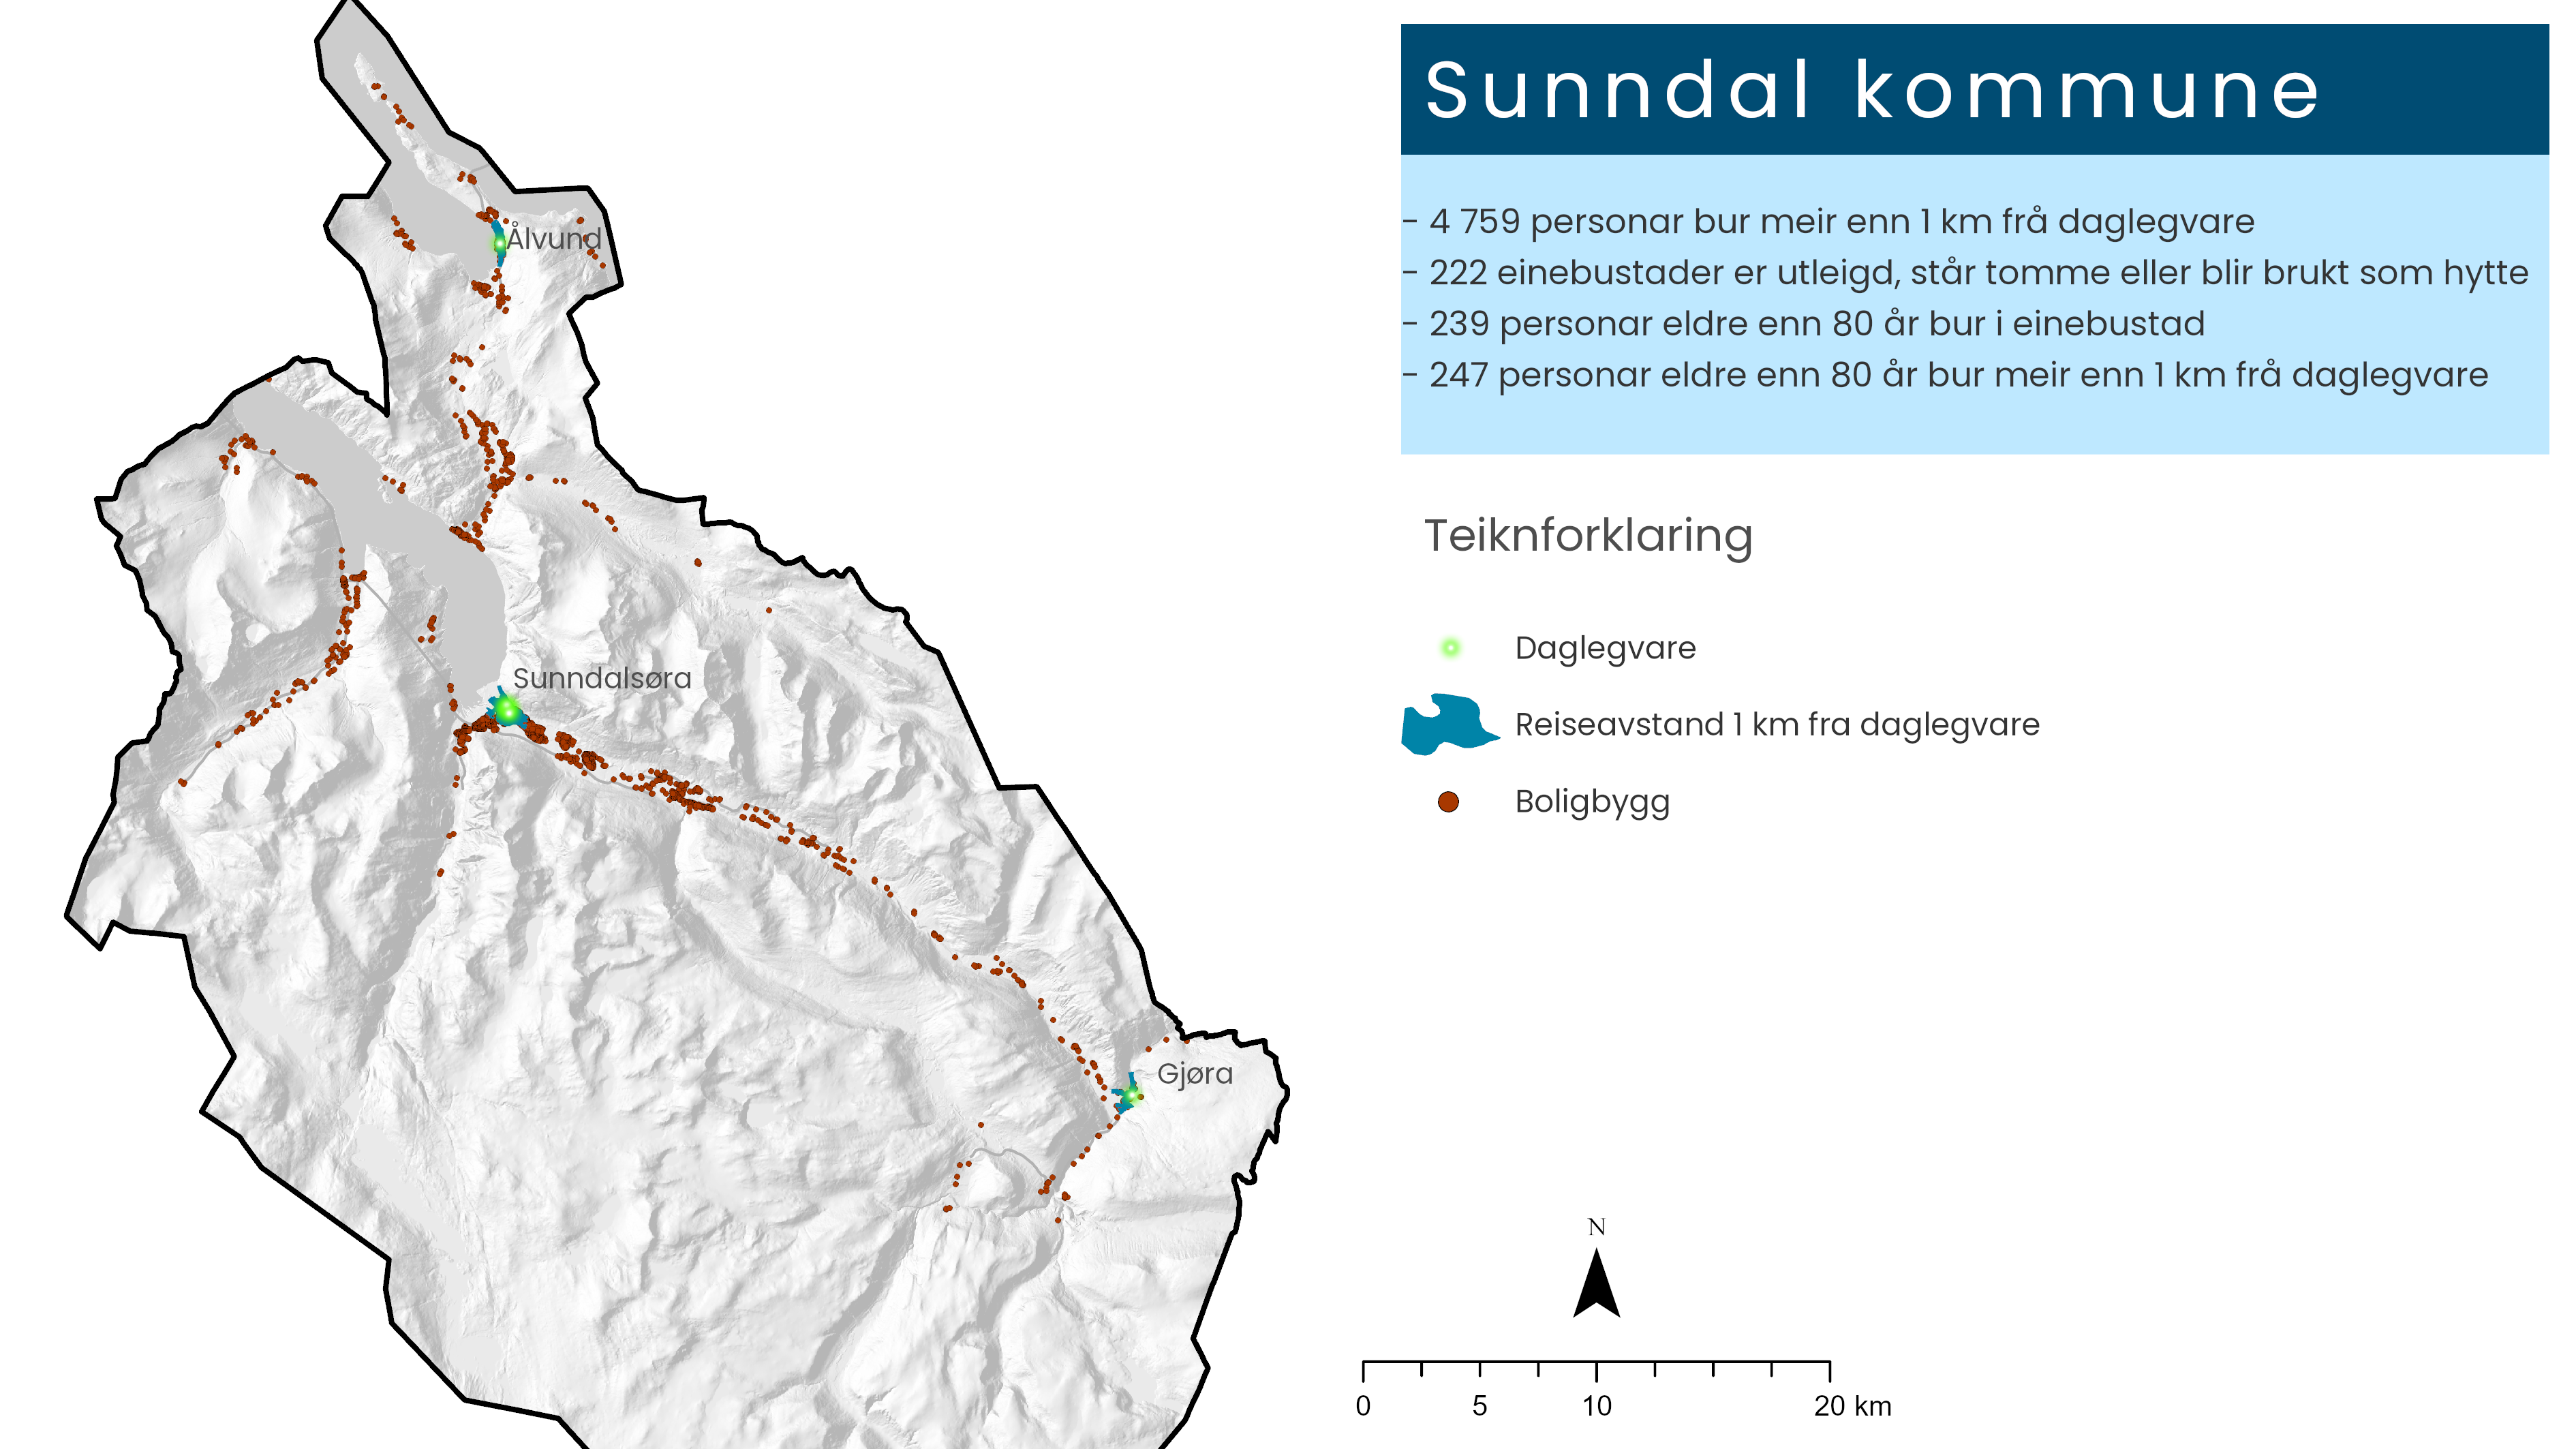 Sunndal kommune
- 4 759 personar bur meir enn 1 km frå daglegvare
- 222 einebustader er utleigd, står tomme eller blir brukt som hytte
- 239 personar eldre enn 80 år bur i einebustad
- 247 personar eldre enn 80 år bur meir enn 1 km frå daglegvare
Teiknforklaring
Daglegvare
Reiseavstand 1 km fra daglegvare
Boligbygg
Ålvund
Sunndalsøra
Gjøra
N
0 5 10 20 km